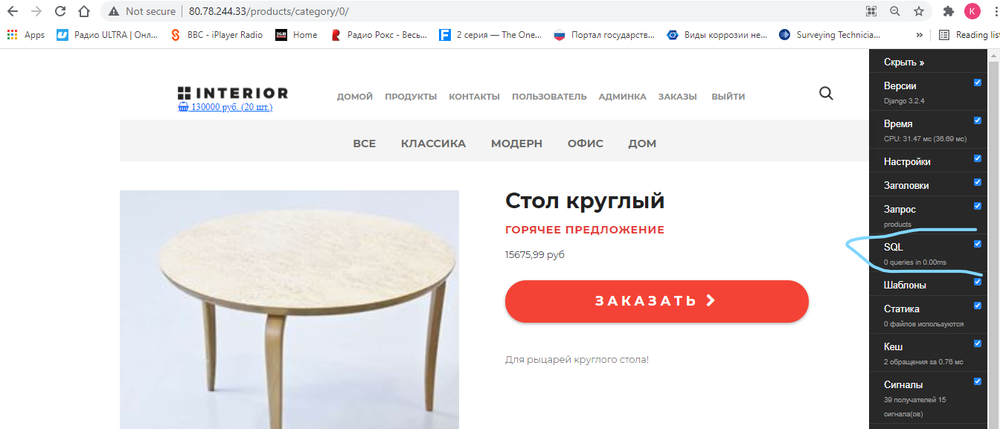 Not secure | 80.78.244.33/products/category/0/
K
Apps
Радио ULTRA | Онл...
BBC - iPlayer Radio
Home
Радио Рокс - Весь...
2 серия — The One...
Портал государств...
Виды коррозии не...
Surveying Technicia...
»
Reading list
INTERIOR
130000 руб. (20 шт.)
ДОМОЙ ПРОДУКТЫ КОНТАКТЫ ПОЛЬЗОВАТЕЛЬ АДМИНКА ЗАКАЗЫ ВЫЙТИ
ВСЕ КЛАССИКА МОДЕРН ОФИС ДОМ
Стол круглый
ГОРЯЧЕЕ ПРЕДЛОЖЕНИЕ
15675,99 руб
ЗАКАЗАТЬ
Для рыцарей круглого стола!
Скрыть »
Версии
Django 3.2.4
Время
CPU: 31.47 мс (36.69 мс)
Настройки
Заголовки
Запрос
products
SQL
0 queries in 0.00ms
Шаблоны
Статика
0 файлов используются
Кеш
2 обращения за 0.76 мс
Сигналы
39 получателей 15
сигнала(ов)